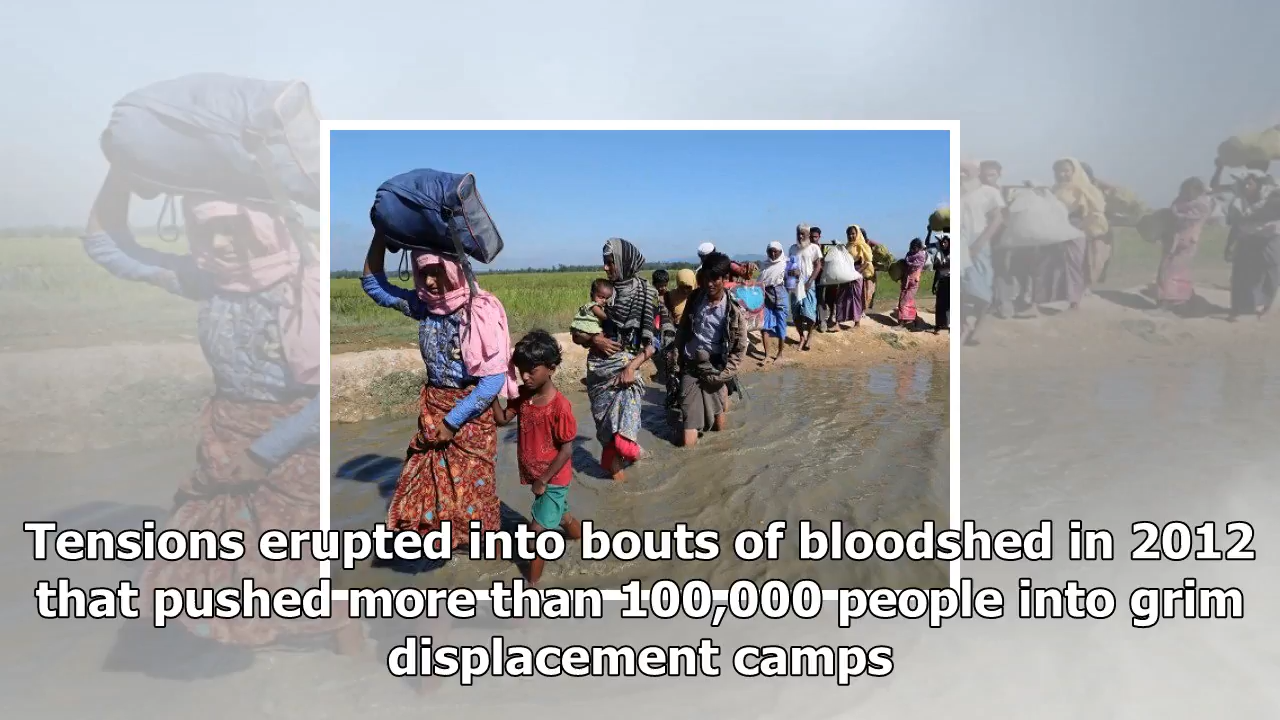 Tensions erupted into bouts of bloodshed in 2012
that pushed more than 100,000 people into grim
displacement camps